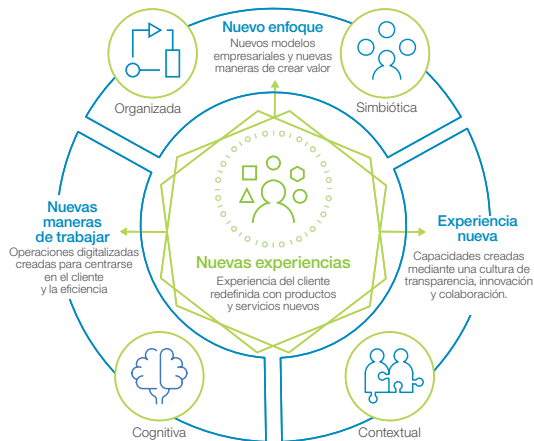 Nuevo enfoque
Nuevos modelos
empresariales y nuevas
maneras de crear valor
Organizada
Simbiótica
Nuevas
maneras
de trabajar
Operaciones digitalizadas
creadas para centrarse
en el cliente
y la eficiencia
Nuevas experiencias
Experiencia del cliente
redefinida con productos
y servicios nuevos
Experiencia
nueva
Capacidades creadas
mediante una cultura de
transparencia, innovación
y colaboración.
Cognitiva
Contextual